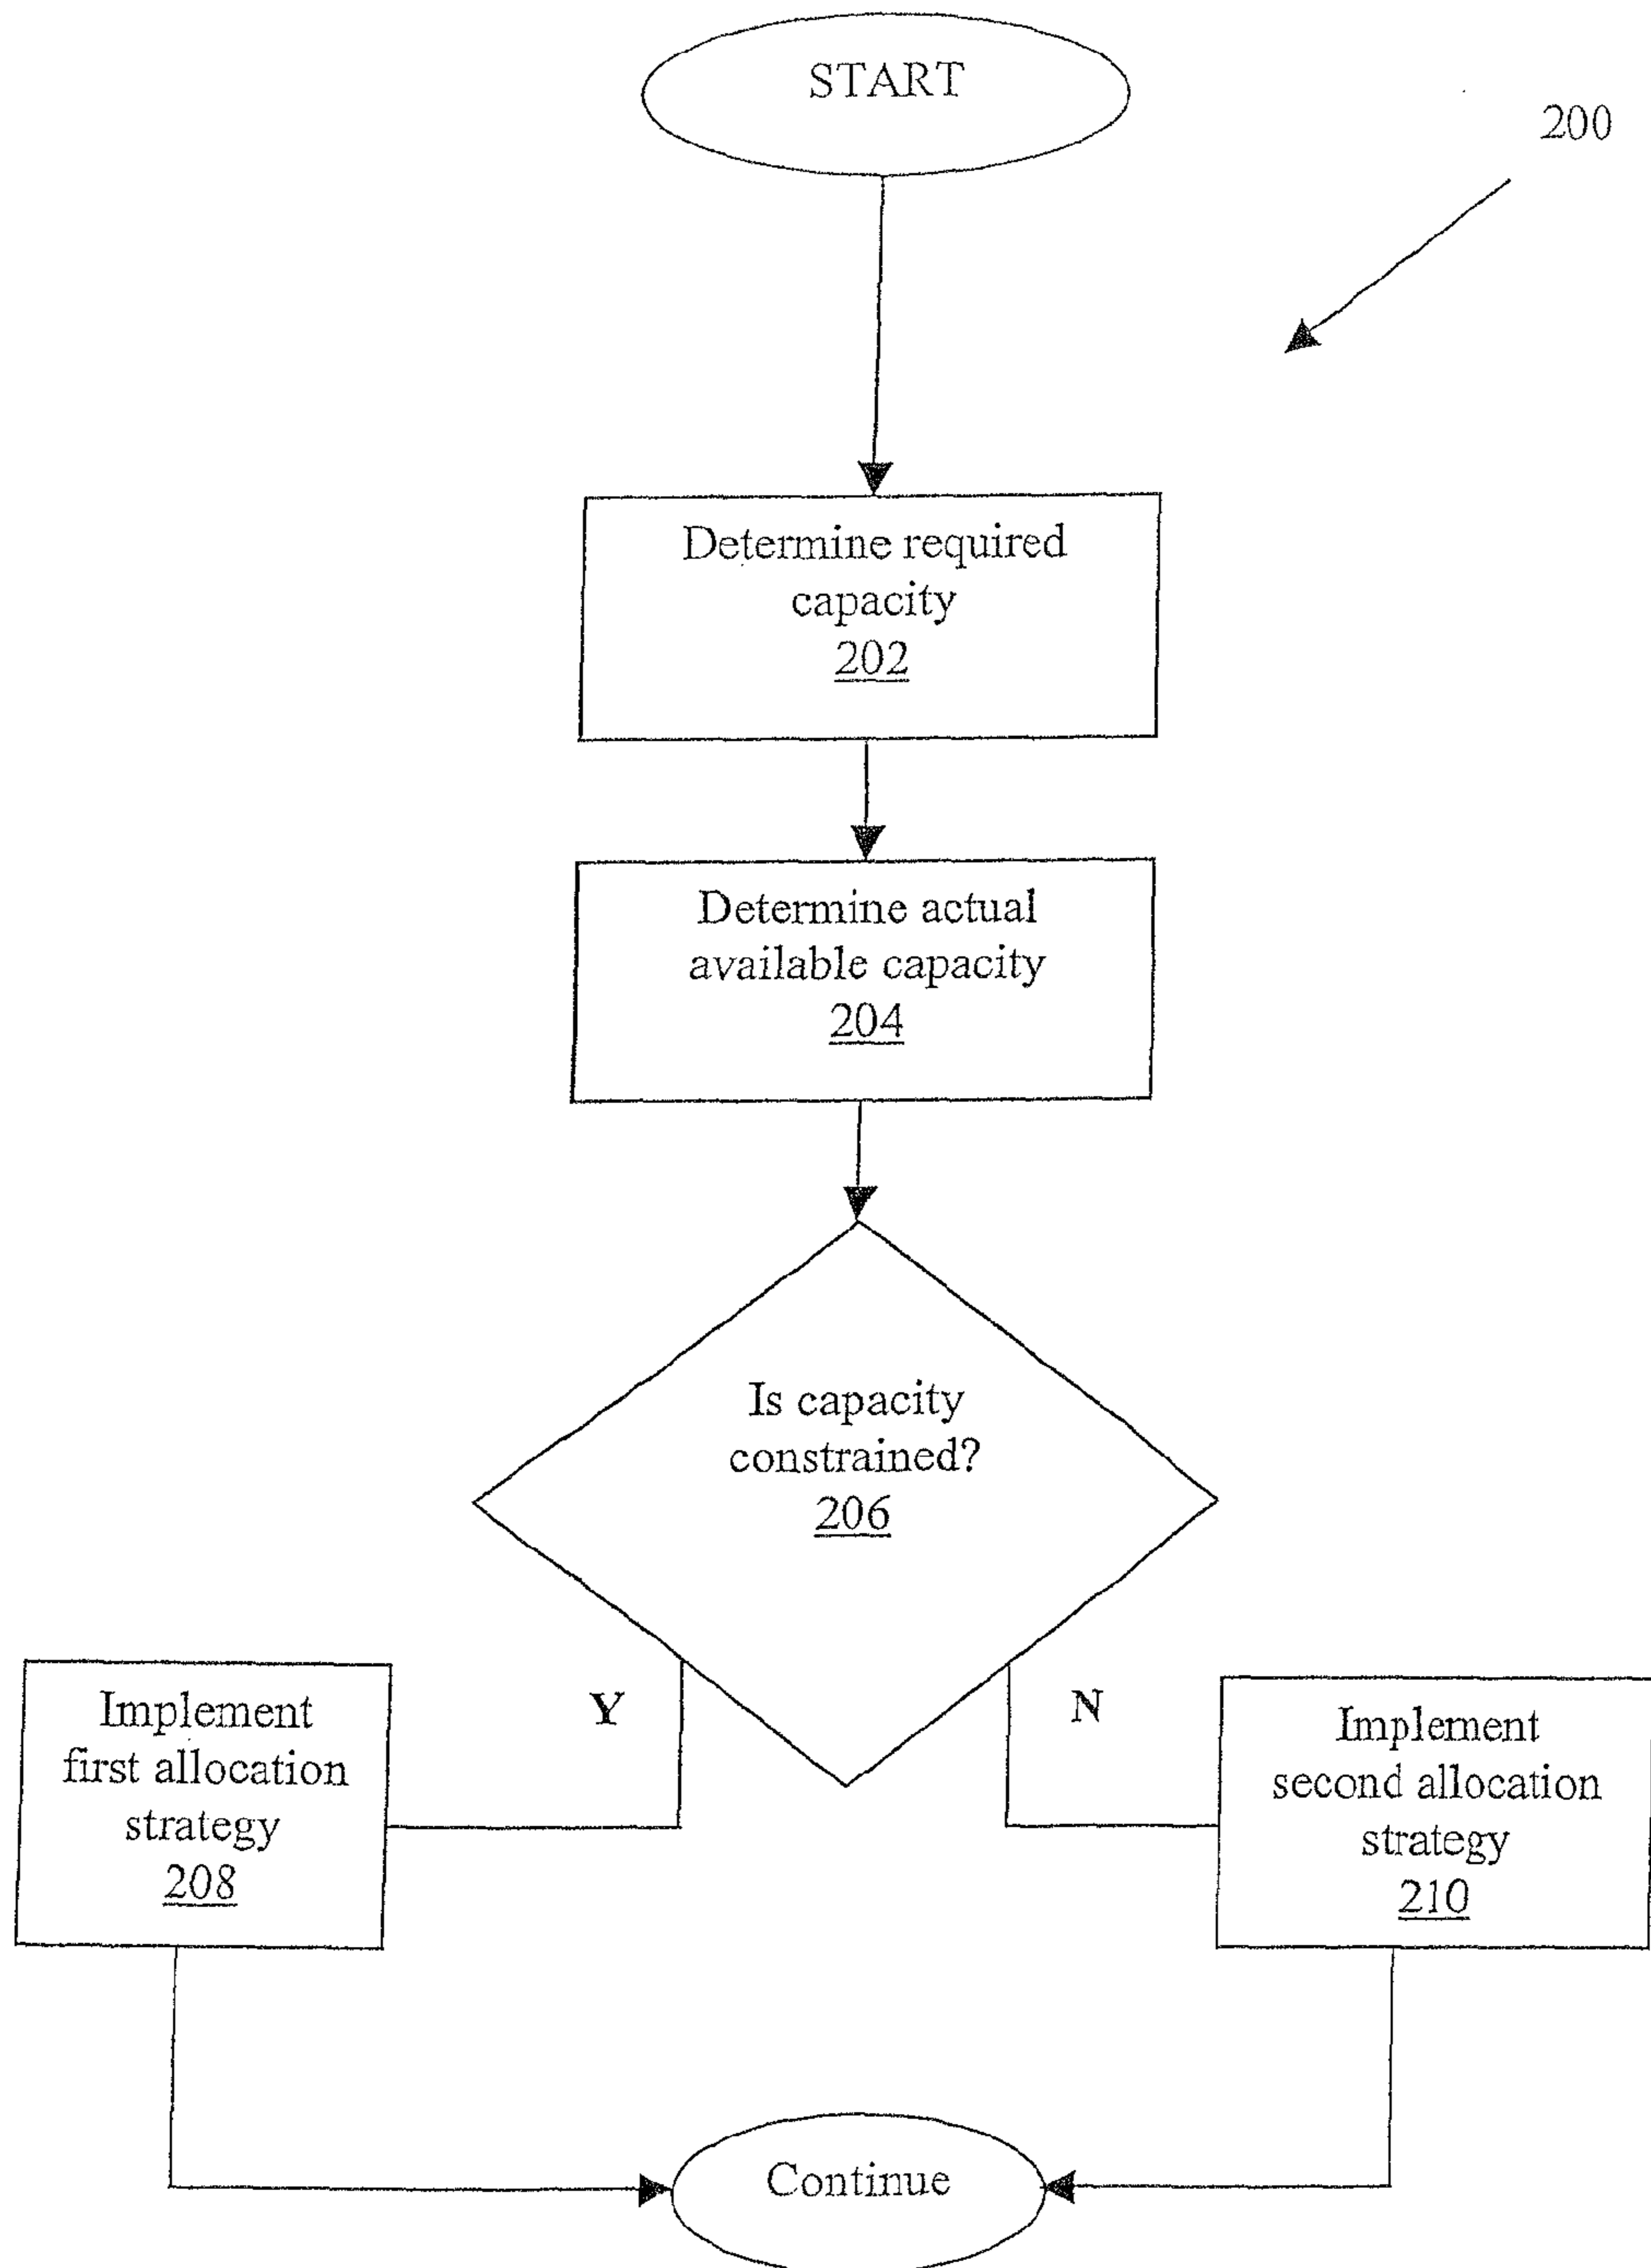 START
200
Determine required
capacity
202
Determine actual
available capacity
204
Is capacity
constrained?
206
Y
N
Implement
first allocation
strategy
208
Implement
second allocation
strategy
210
Continue